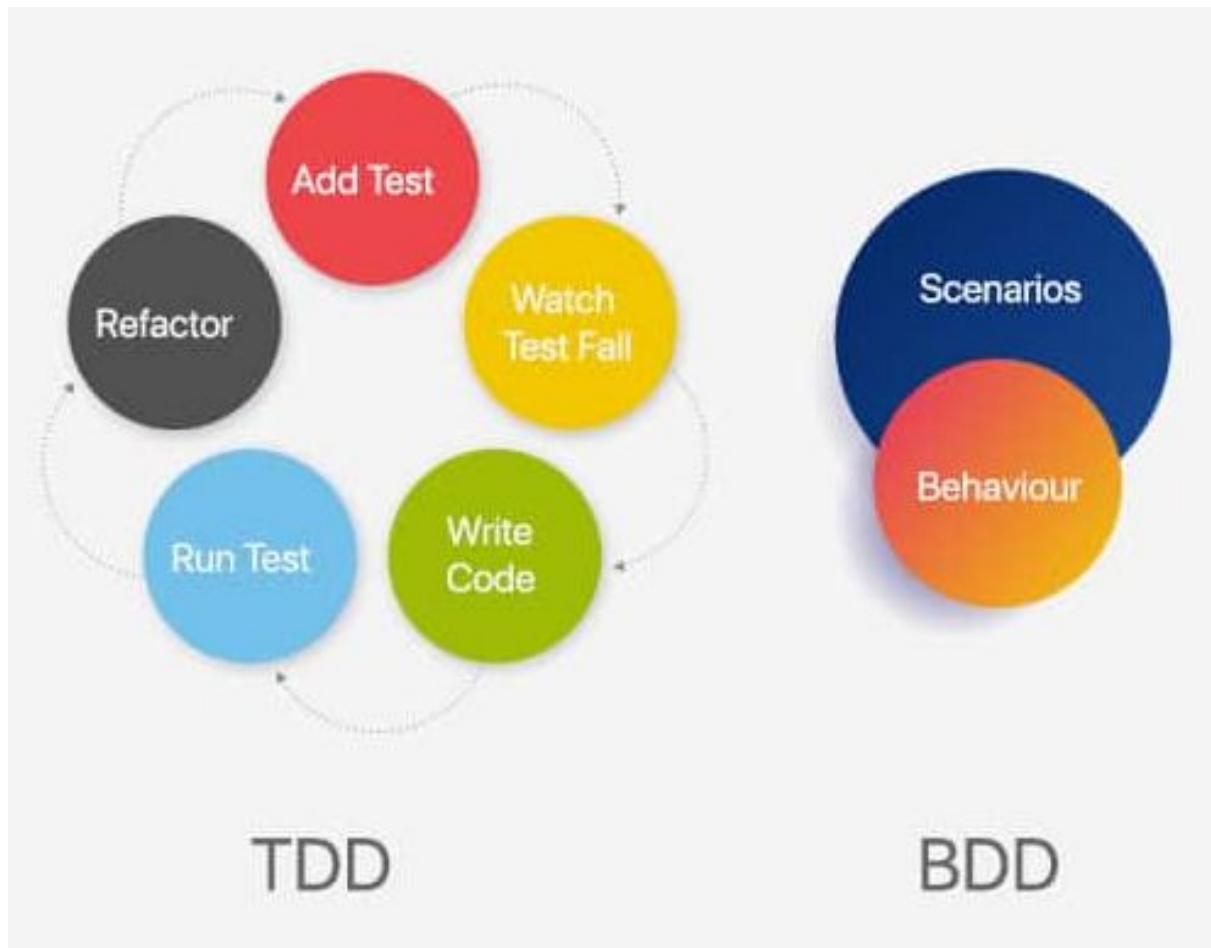 Add Test
Watch
Test Fall
Write
Code
Run Test
Refactor
TDD
Scenarios
Behaviour
BDD